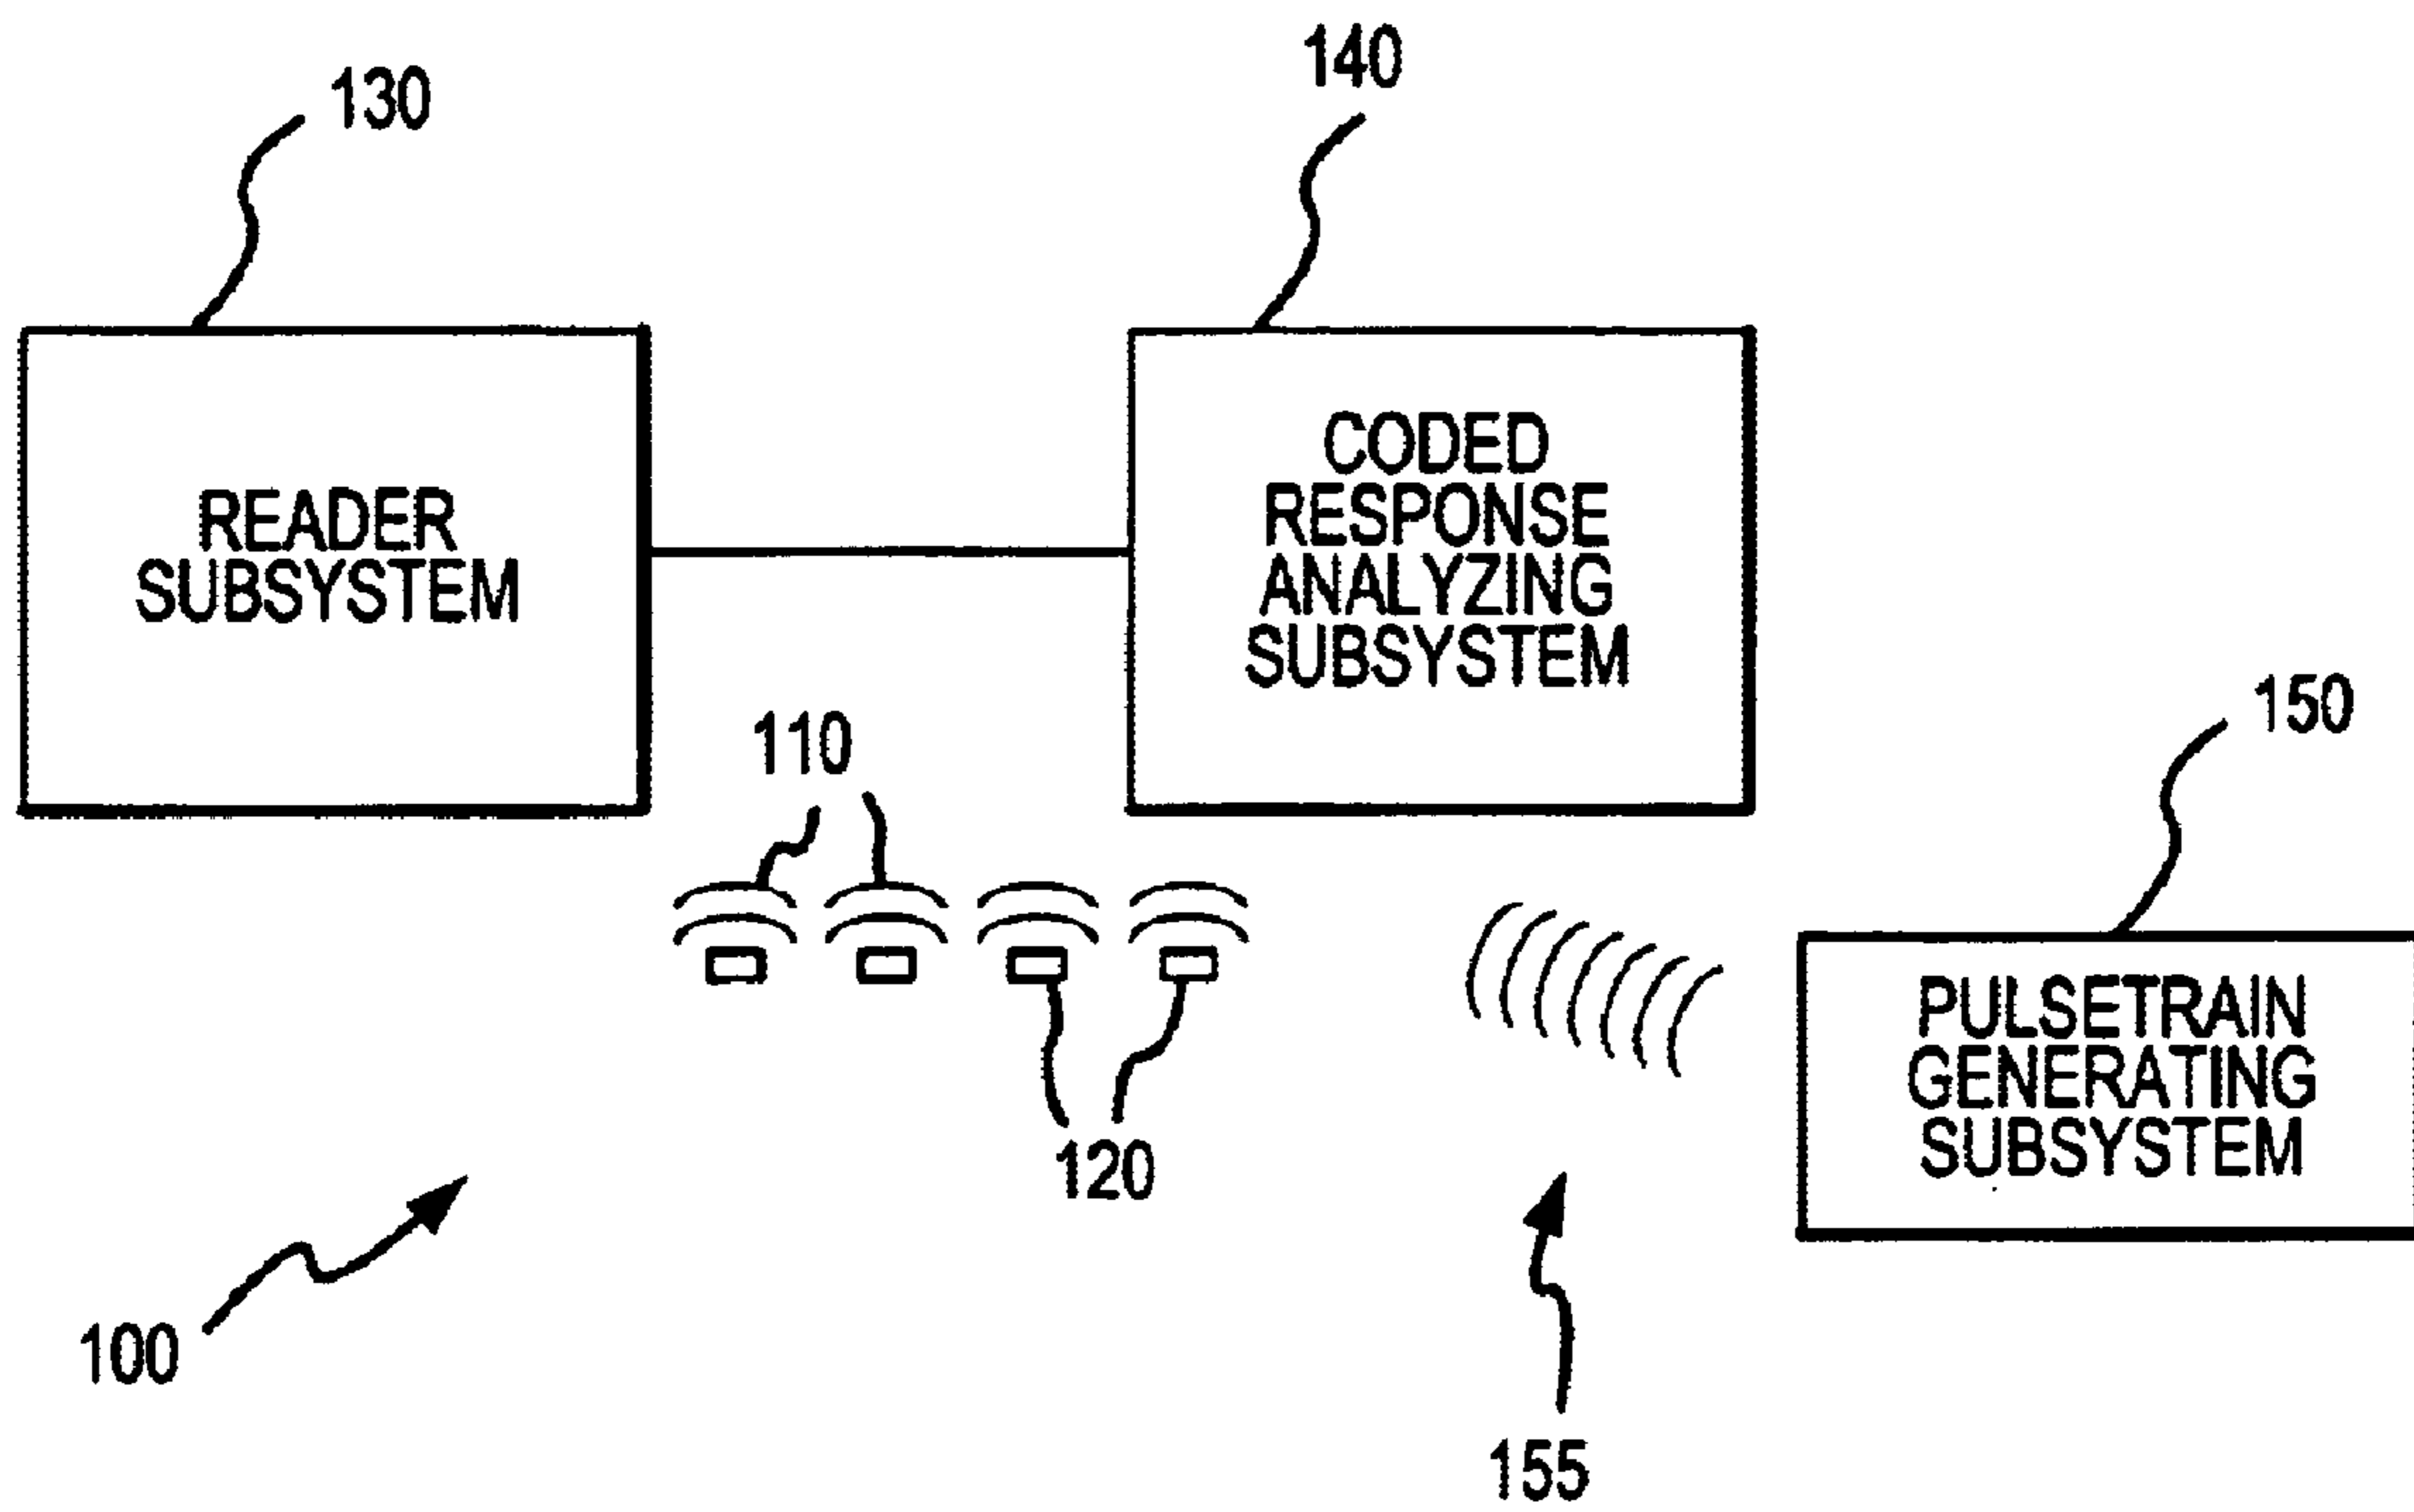 130
140
READER
SUBSYSTEM
CODED
RESPONSE
ANALYZING
SUBSYSTEM
110
150
120
PULSETRAIN
GENERATING
SUBSYSTEM
100
155